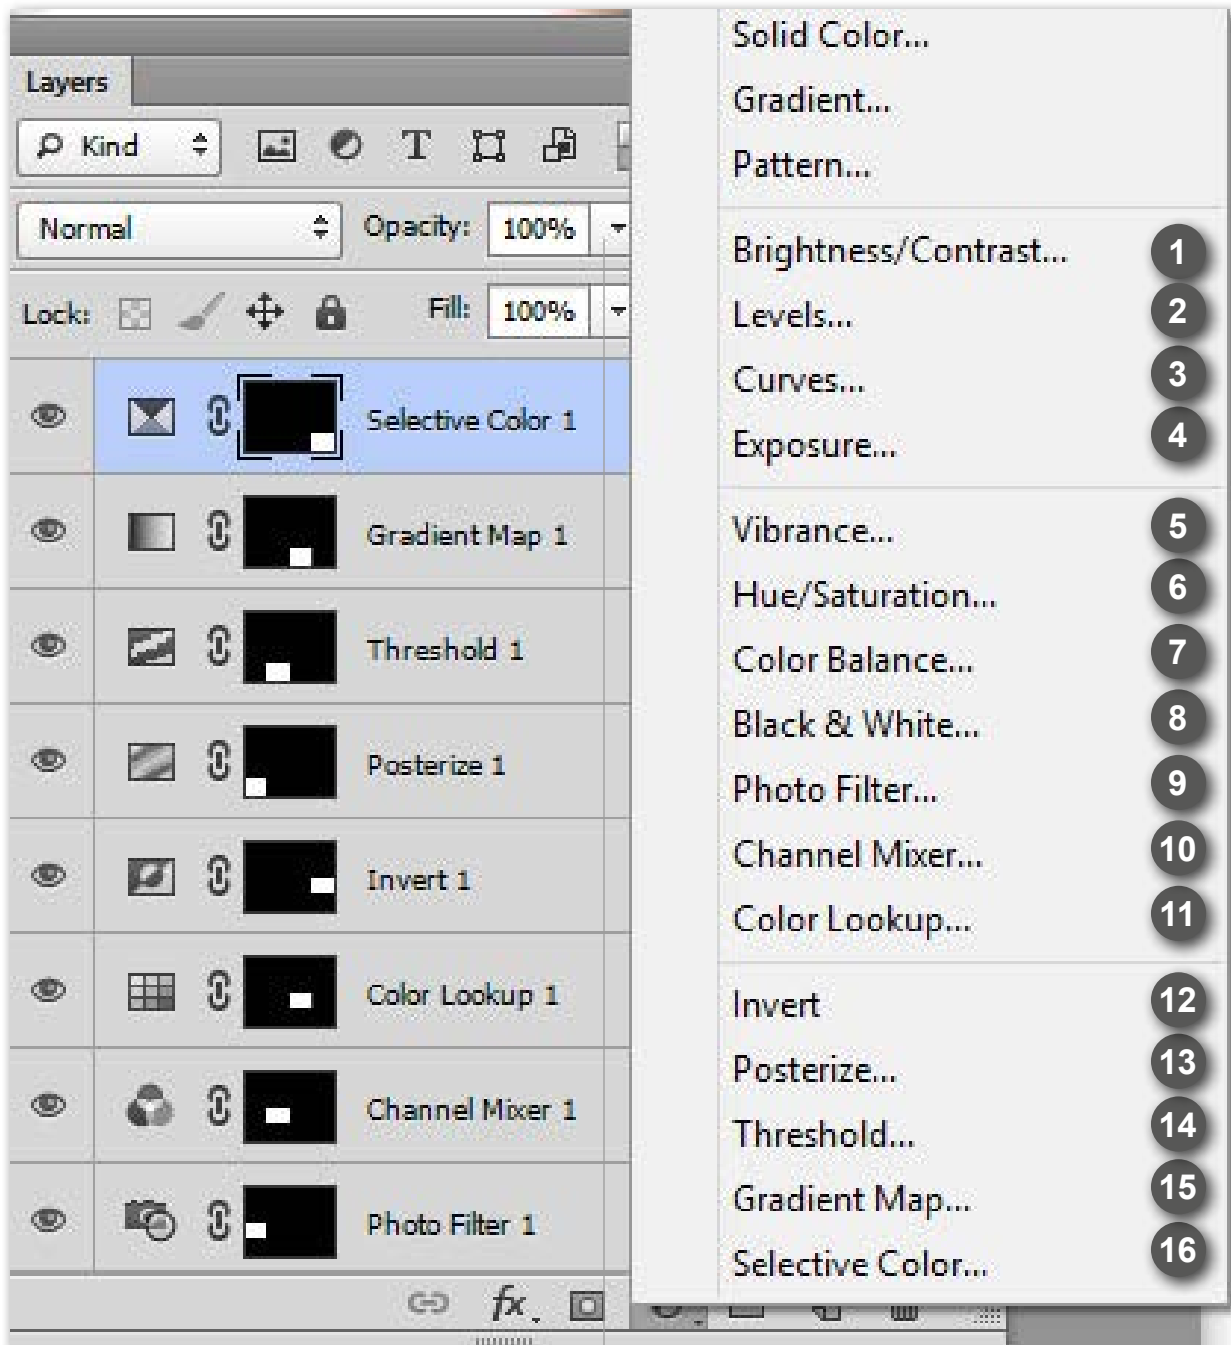 Layers
Kind T
Normal Opacity: 100%
Lock: Fill: 100%
Selective Color 1
Gradient Map 1
Threshold 1
Posterize 1
Invert 1
Color Lookup 1
Channel Mixer 1
Photo Filter 1
fx
Solid Color...
Gradient...
Pattern...
Brightness/Contrast... 1
Levels... 2
Curves... 3
Exposure... 4
Vibrance... 5
Hue/Saturation... 6
Color Balance... 7
Black & White... 8
Photo Filter... 9
Channel Mixer... 10
Color Lookup... 11
Invert 12
Posterize... 13
Threshold... 14
Gradient Map... 15
Selective Color... 16